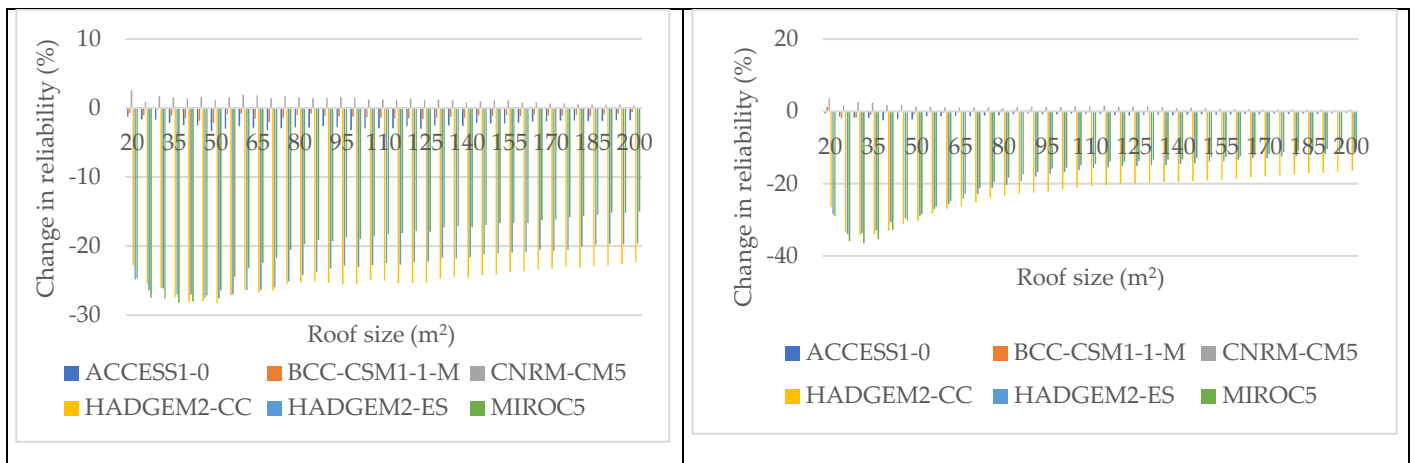 10
0
-10
-20
-30
20 35 50 65 80 95 110 125 140 155 170 185 200
Change in reliability (%)
Roof size (m²)
ACCESS1-0 BCC-CSM1-1-M CNRM-CM5
HADGEM2-CC HADGEM2-ES MIROC5
20
0
-20
-40
20 35 50 65 80 95 110 125 140 155 170 185 200
Change in reliability (%)
Roof size (m²)
ACCESS1-0 BCC-CSM1-1-M CNRM-CM5
HADGEM2-CC HADGEM2-ES MIROC5